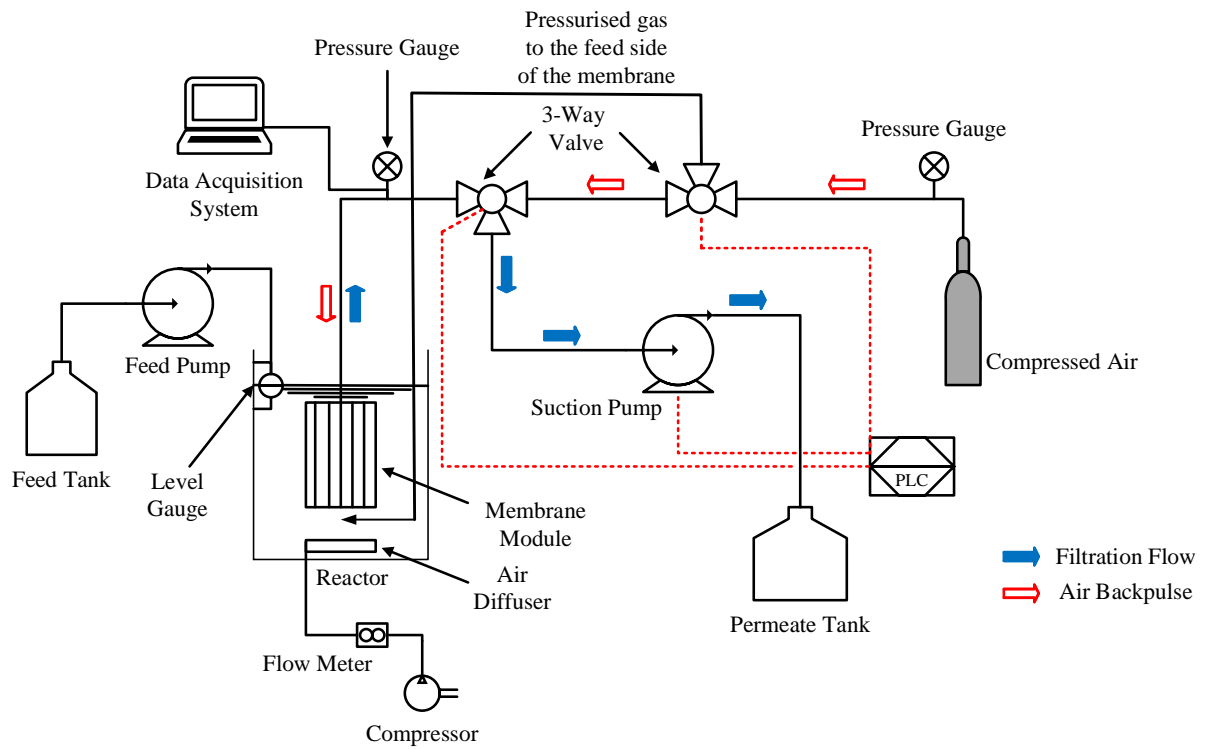 Pressurised gas
to the feed side
of the membrane
Pressure Gauge
3-Way
Valve
Pressure Gauge
Data Acquisition
System
Feed Pump
Compressed Air
Suction Pump
Feed Tank
Level
Gauge
PLC
Membrane
Module
Reactor
Air
Diffuser
Filtration Flow
Air Backpulse
Permeate Tank
Flow Meter
Compressor